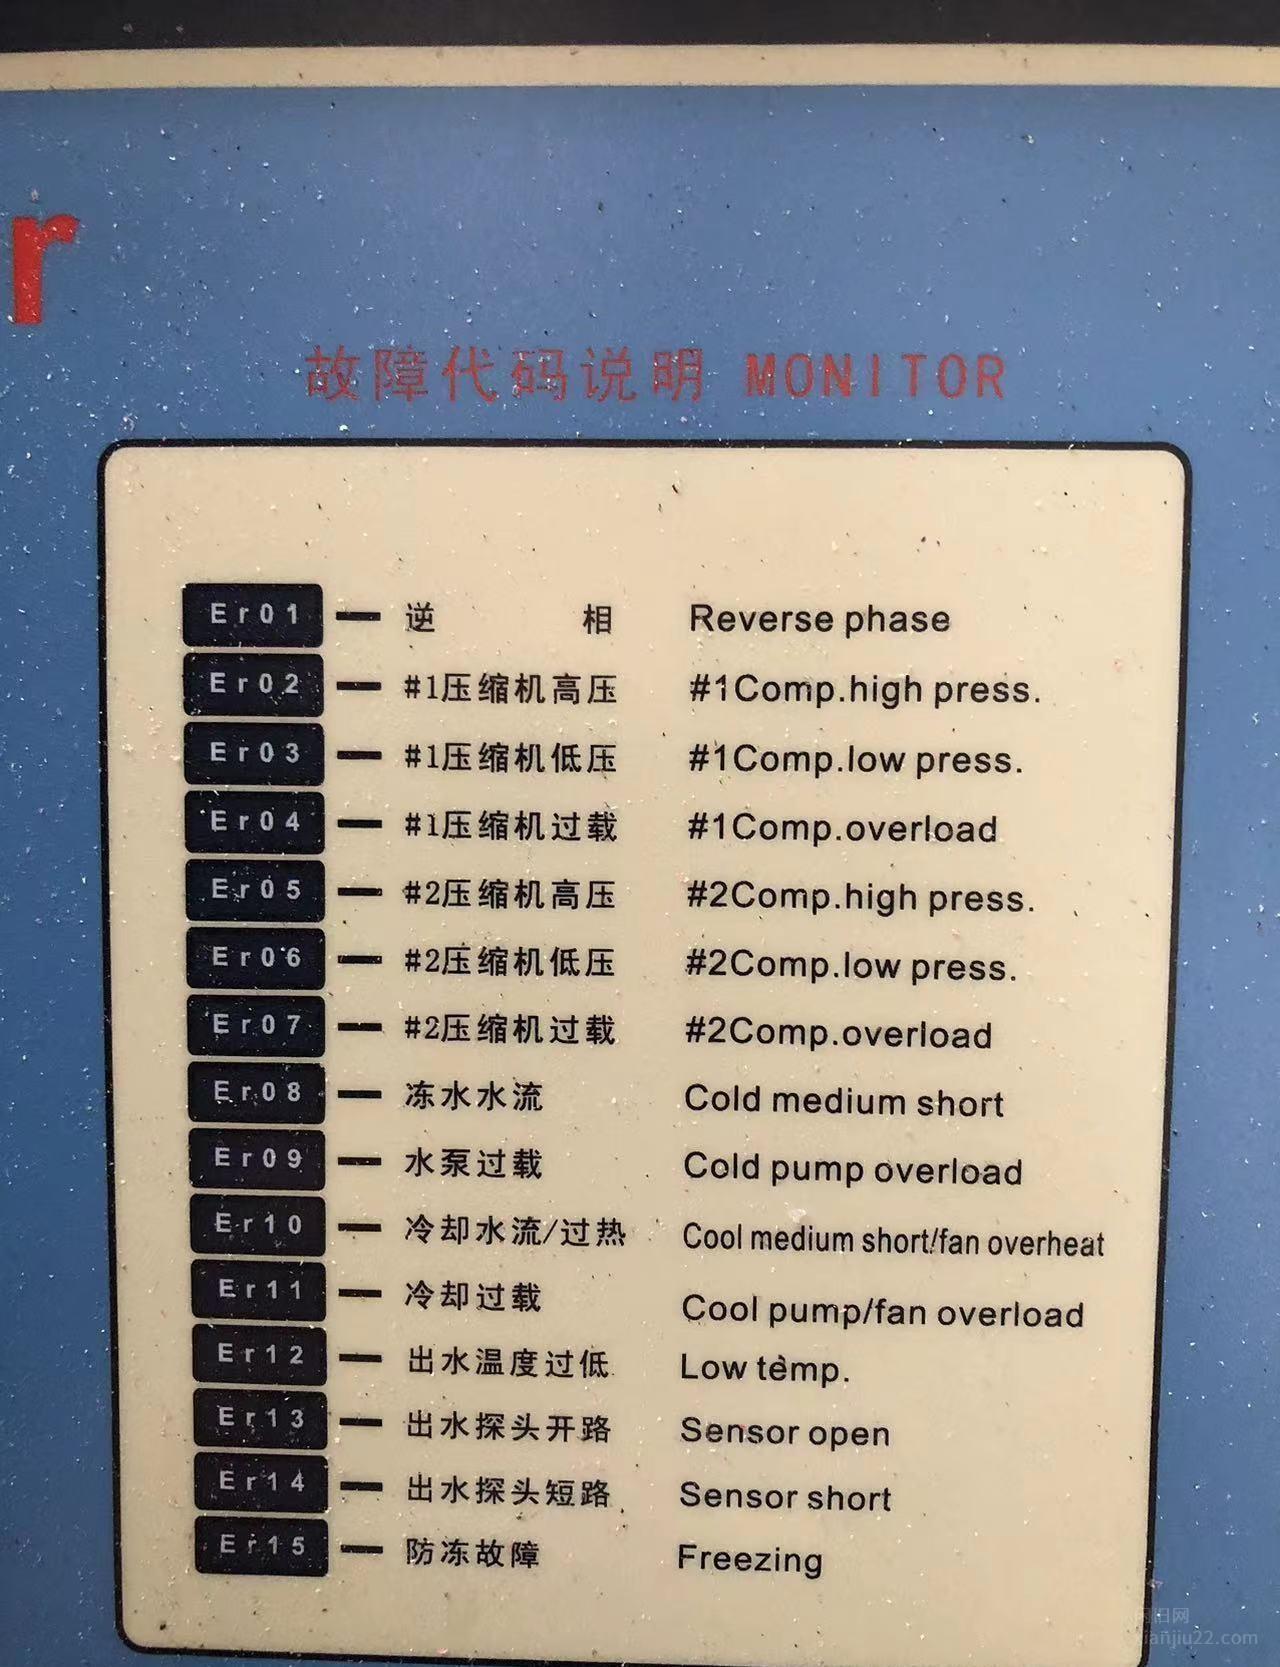 r
故障代码说明 MONITOR
Er01 — 逆 相 Reverse phase
Er02 — #1压缩机高压 #1Comp.high press.
Er03 — #1压缩机低压 #1Comp.low press.
Er04 — #1压缩机过载 #1Comp.overload
Er05 — #2压缩机高压 #2Comp.high press.
Er06 — #2压缩机低压 #2Comp.low press.
Er07 — #2压缩机过载 #2Comp.overload
Er08 — 冻水水流 Cold medium short
Er09 — 水泵过载 Cold pump overload
Er10 — 冷却水流/过热 Cool medium short/fan overheat
Er11 — 冷却过载 Cool pump/fan overload
Er12 — 出水温度过低 Low temp.
Er13 — 出水探头开路 Sensor open
Er14 — 出水探头短路 Sensor short
Er15 — 防冻故障 Freezing